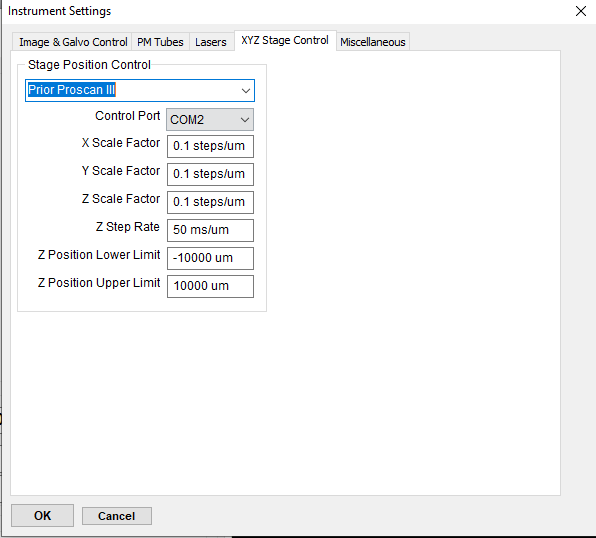 Instrument Settings
Image & Galvo Control PM Tubes Lasers XYZ Stage Control Miscellaneous
Stage Position Control
Prior Proscan III
Control Port COM2
X Scale Factor 0.1 steps/um
Y Scale Factor 0.1 steps/um
Z Scale Factor 0.1 steps/um
Z Step Rate 50 ms/um
Z Position Lower Limit -10000 um
Z Position Upper Limit 10000 um
OK Cancel